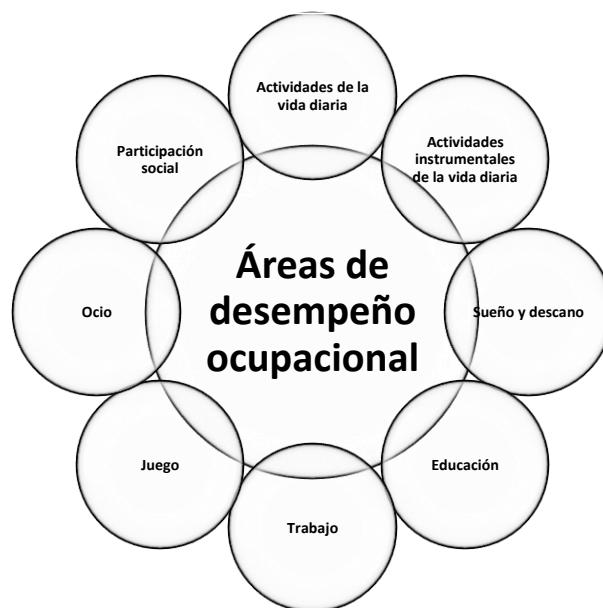 Actividades de la
vida diaria
Actividades
instrumentales
de la vida diaria
Sueño y descano
Educación
Trabajo
Juego
Ocio
Participación
social
Áreas de
desempeño
ocupacional